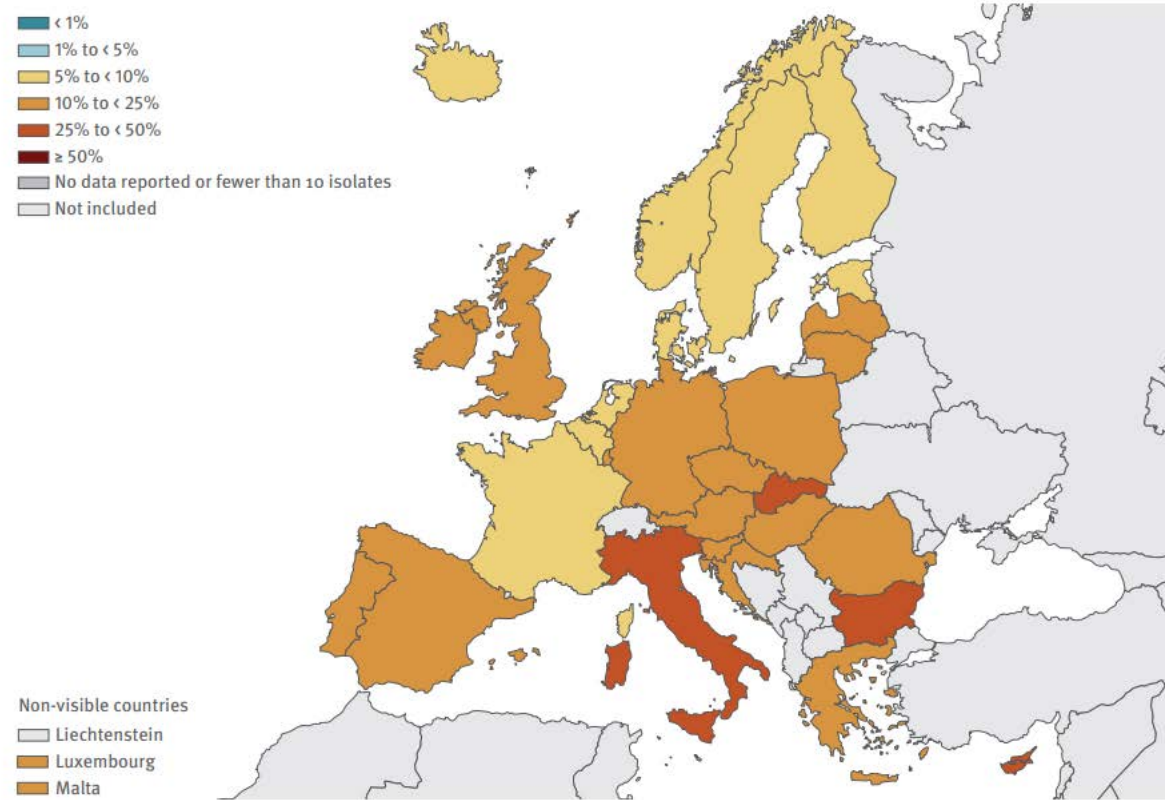 ‹ 1%
1% to ‹ 5%
5% to ‹ 10%
10% to ‹ 25%
25% to ‹ 50%
≥ 50%
No data reported or fewer than 10 isolates
Not included
Non-visible countries
Liechtenstein
Luxembourg
Malta